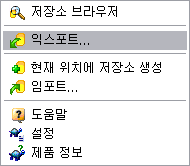 저장소 브라우저
익스포트...
현재 위치에 저장소 생성
임포트...
도움말
설정
제품 정보